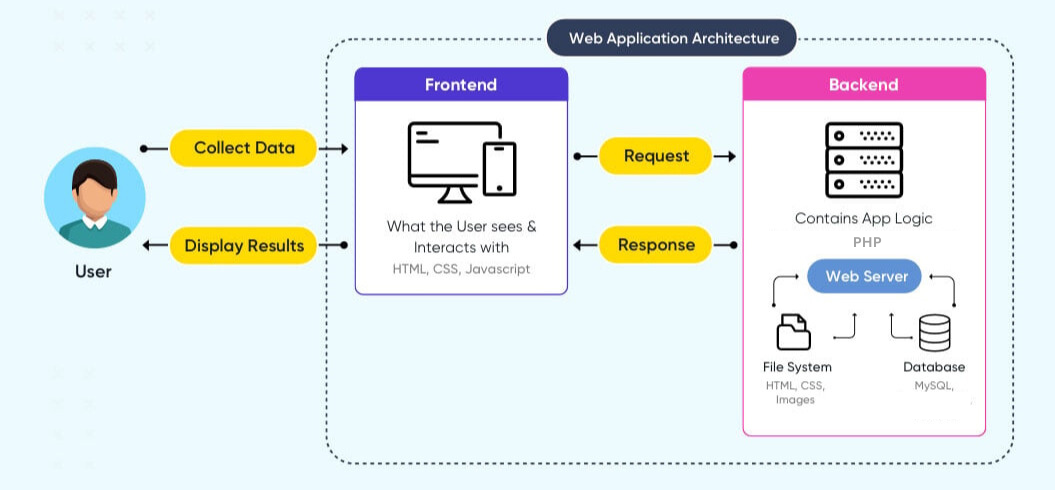 Web Application Architecture
Frontend
Backend
Collect Data
Request
What the User sees &
Interacts with
HTML, CSS, Javascript
Contains App Logic
PHP
Display Results
Response
User
Web Server
File System
HTML, CSS,
Images
Database
MySQL,